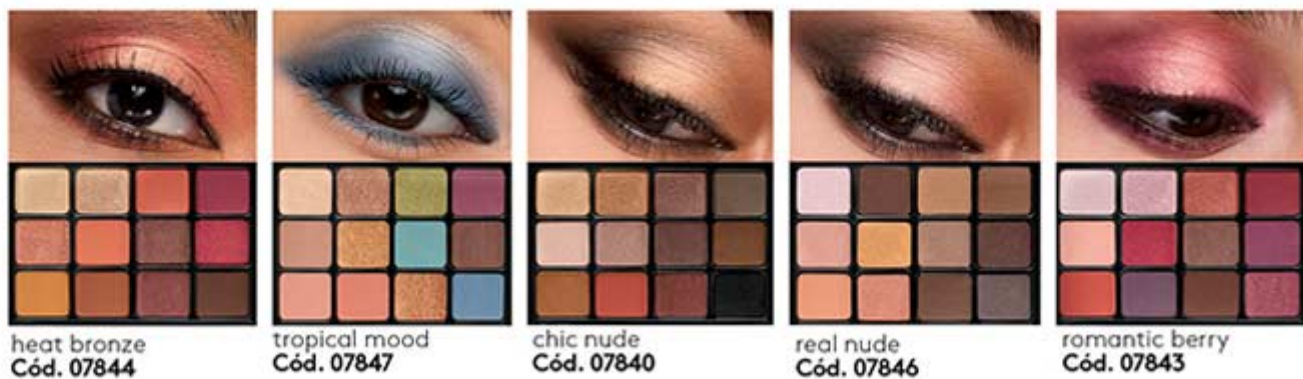 heat bronze
Cód. 07844
tropical mood
Cód. 07847
chic nude
Cód. 07840
real nude
Cód. 07846
romantic berry
Cód. 07843